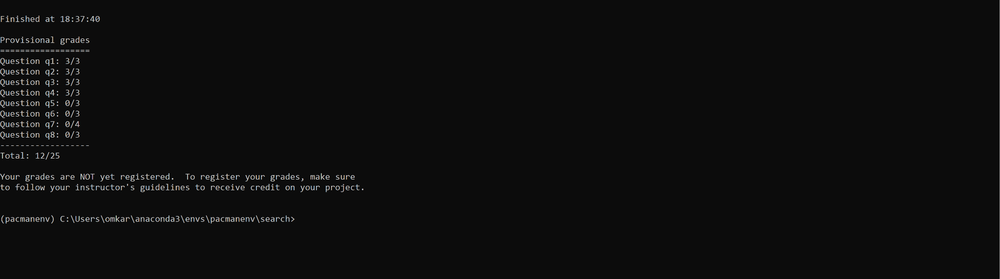 Finished at 18:37:40
Provisional grades
==================
Question q1: 3/3
Question q2: 3/3
Question q3: 3/3
Question q4: 3/3
Question q5: 0/3
Question q6: 0/3
Question q7: 0/4
Question q8: 0/3
------------------
Total: 12/25
Your grades are NOT yet registered.  To register your grades, make sure
to follow your instructor's guidelines to receive credit on your project.
(pacmanenv) C:\Users\omkar\anaconda3\envs\pacmanenv\search>